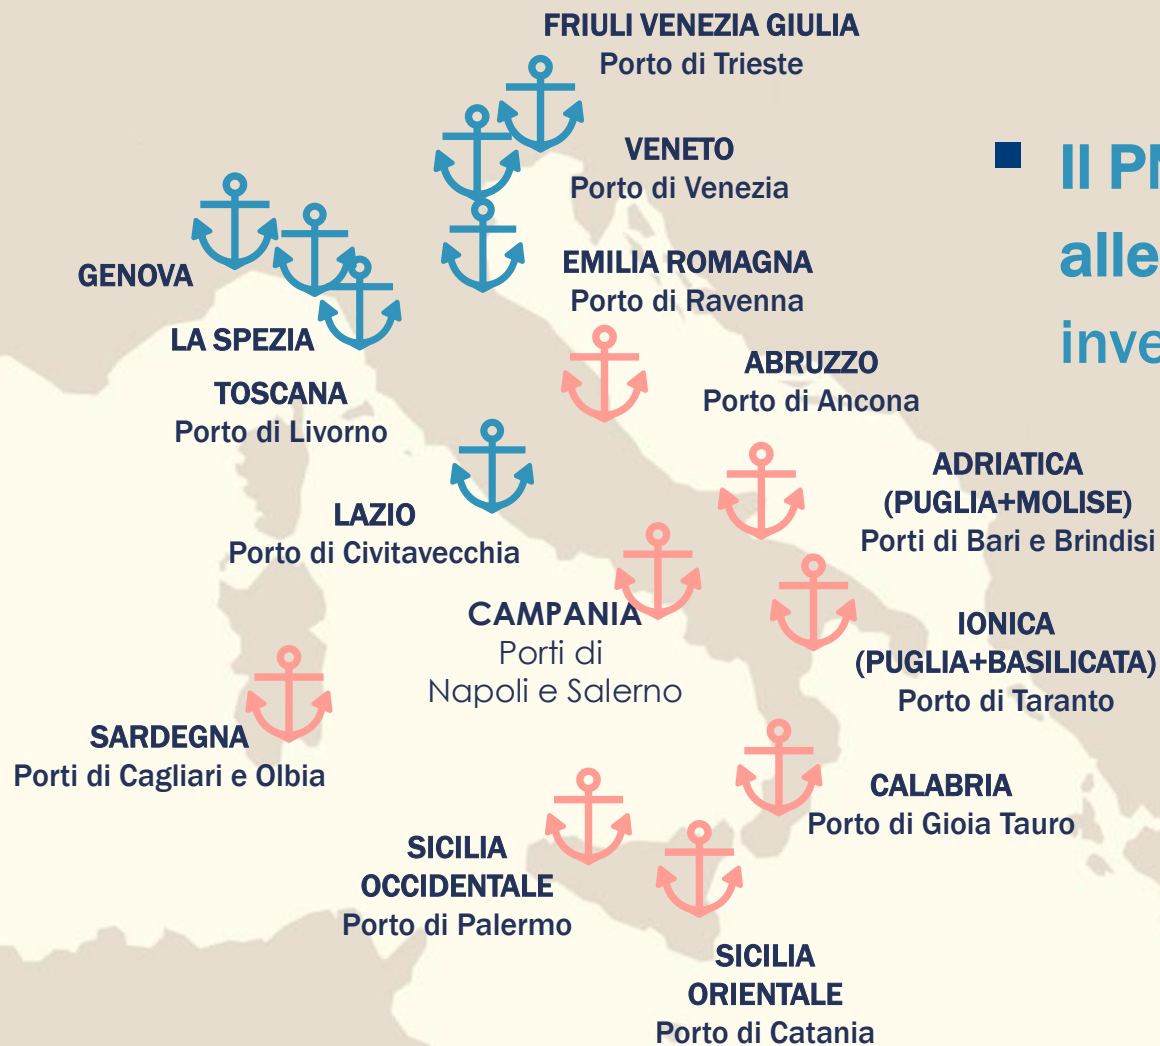 FRIULI VENEZIA GIULIA
Porto di Trieste
VENETO
Porto di Venezia
EMILIA ROMAGNA
Porto di Ravenna
GENOVA
LA SPEZIA
TOSCANA
Porto di Livorno
ABRUZZO
Porto di Ancona
LAZIO
Porto di Civitavecchia
ADRIATICA
(PUGLIA+MOLISE)
Porti di Bari e Brindisi
CAMPANIA
Porti di
Napoli e Salerno
IONICA
(PUGLIA+BASILICATA)
Porto di Taranto
SARDEGNA
Porti di Cagliari e Olbia
CALABRIA
Porto di Gioia Tauro
SICILIA
OCCIDENTALE
Porto di Palermo
SICILIA
ORIENTALE
Porto di Catania
Il
alle
inve